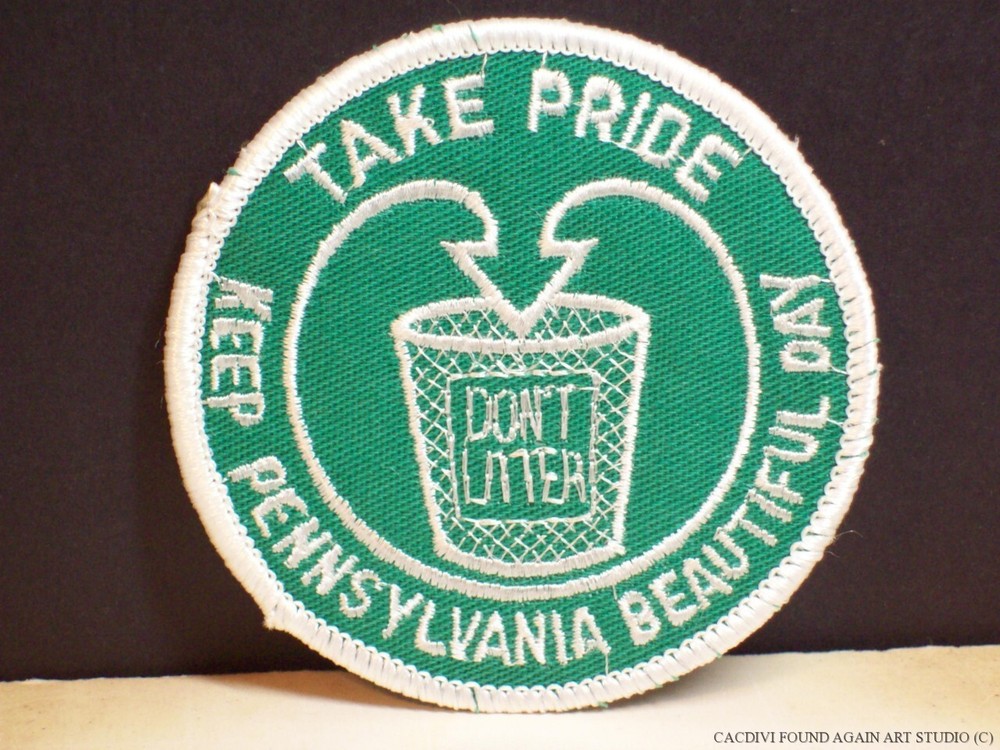 TAKE PRIDE
DON'T
LITTER
KEEP PENNSYLVANIA BEAUTIFUL DAY
CACDIVI FOUND AGAIN ART STUDIO (C)